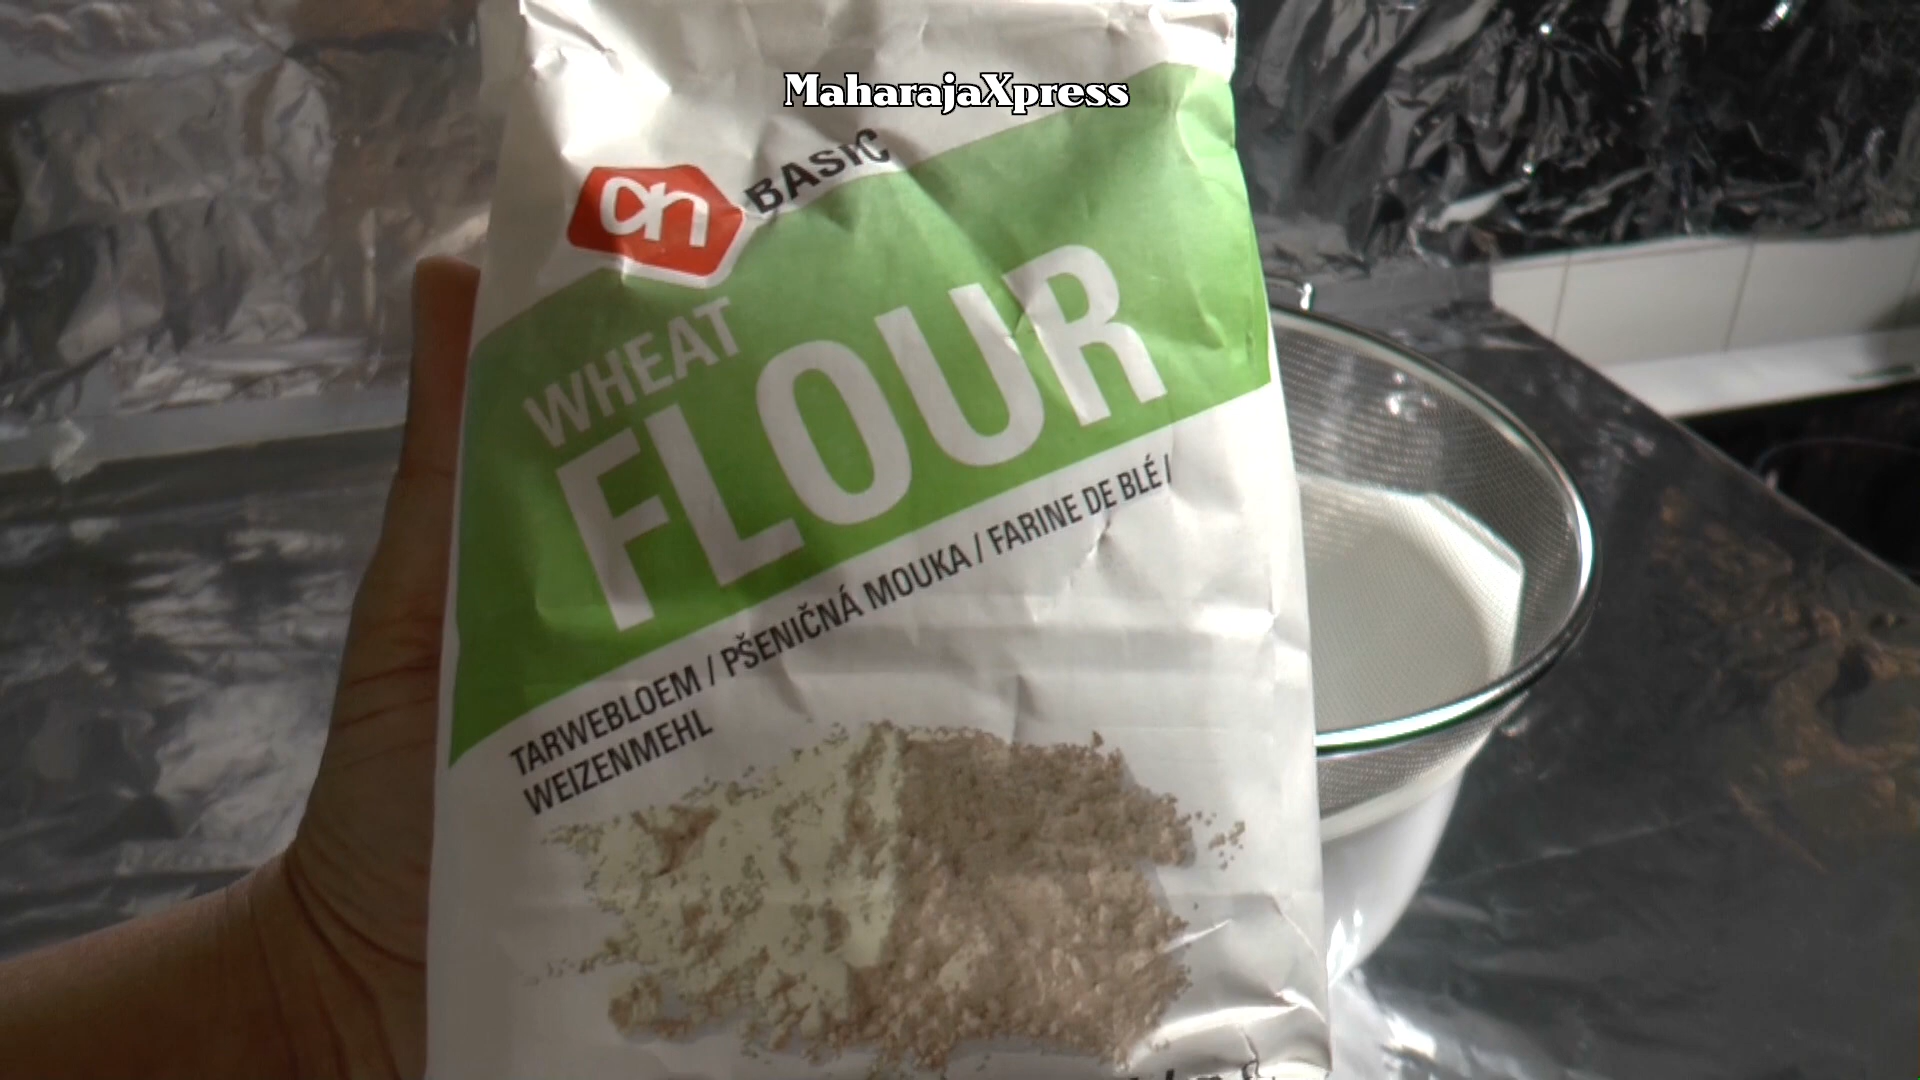 MaharajaXpress
ah BASIC
WHEAT
FLOUR
TARWEBLOEM / PŠENIČNÁ MOUKA / FARINE DE BLÉ /
WEIZENMEHL